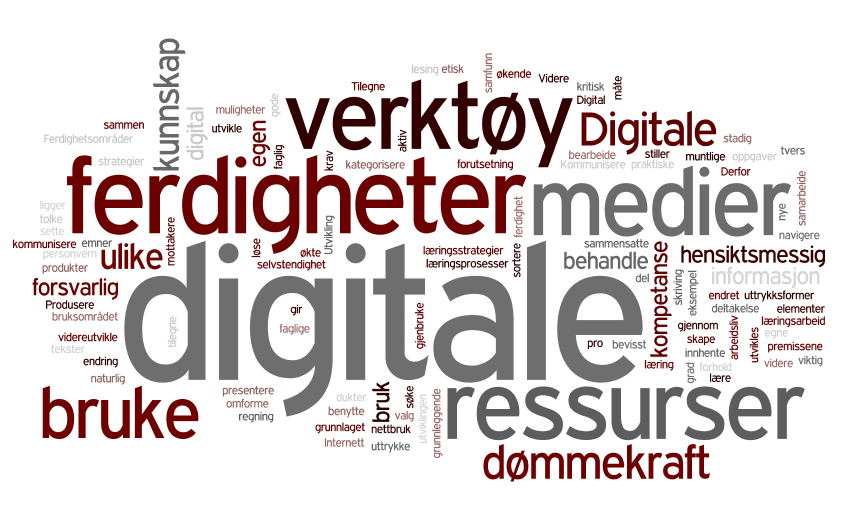 lesing
etisk
samfunn
økende
Videre
kritisk
Tilegne
Digital
måte
kunnskap
gode
verktøy
muligheter
sammen
utvikle
digital
egen
faglig
krav
aktiv
Digitale
stadig
Ferdighetsområder
strategier
kategorisere
forutsetning
bearbeide
stiller
muntlige
oppgaver
tvers
Kommunisere
praktiske
Derfor
ferdigheter
medier
ligger
tolke
sette
ferdighet
nye
samarbeide
navigere
kommunisere
emner
personvern
produkter
ulike
mottakere
løse
økte
Utvikling
selvstendighet
læringsstrategier
læringsprosesser
sortere
sammensatte
behandle
del
kompetanse
hensiktsmessig
informasjon
skriving
eksempel
forsvarlig
Produsere
bruksområdet
digitale
gir
faglige
gjenbruke
endret
uttrykksformer
deltakelse
elementer
gjennom
læringsarbeid
arbeidsliv
utvikles
egne
videreutvikle
tekster
tilegne
endring
naturlig
pro
bevisst
skape
innhente
premissene
læring
grad
forhold
videre
viktig
lære
bruke
presentere
omforme
regning
dukter
benytte
grunnlaget
Internett
bruk
søke
valg
nettbruk
uttrykke
utviklingen
grunnleggende
ressurser
dømmekraft